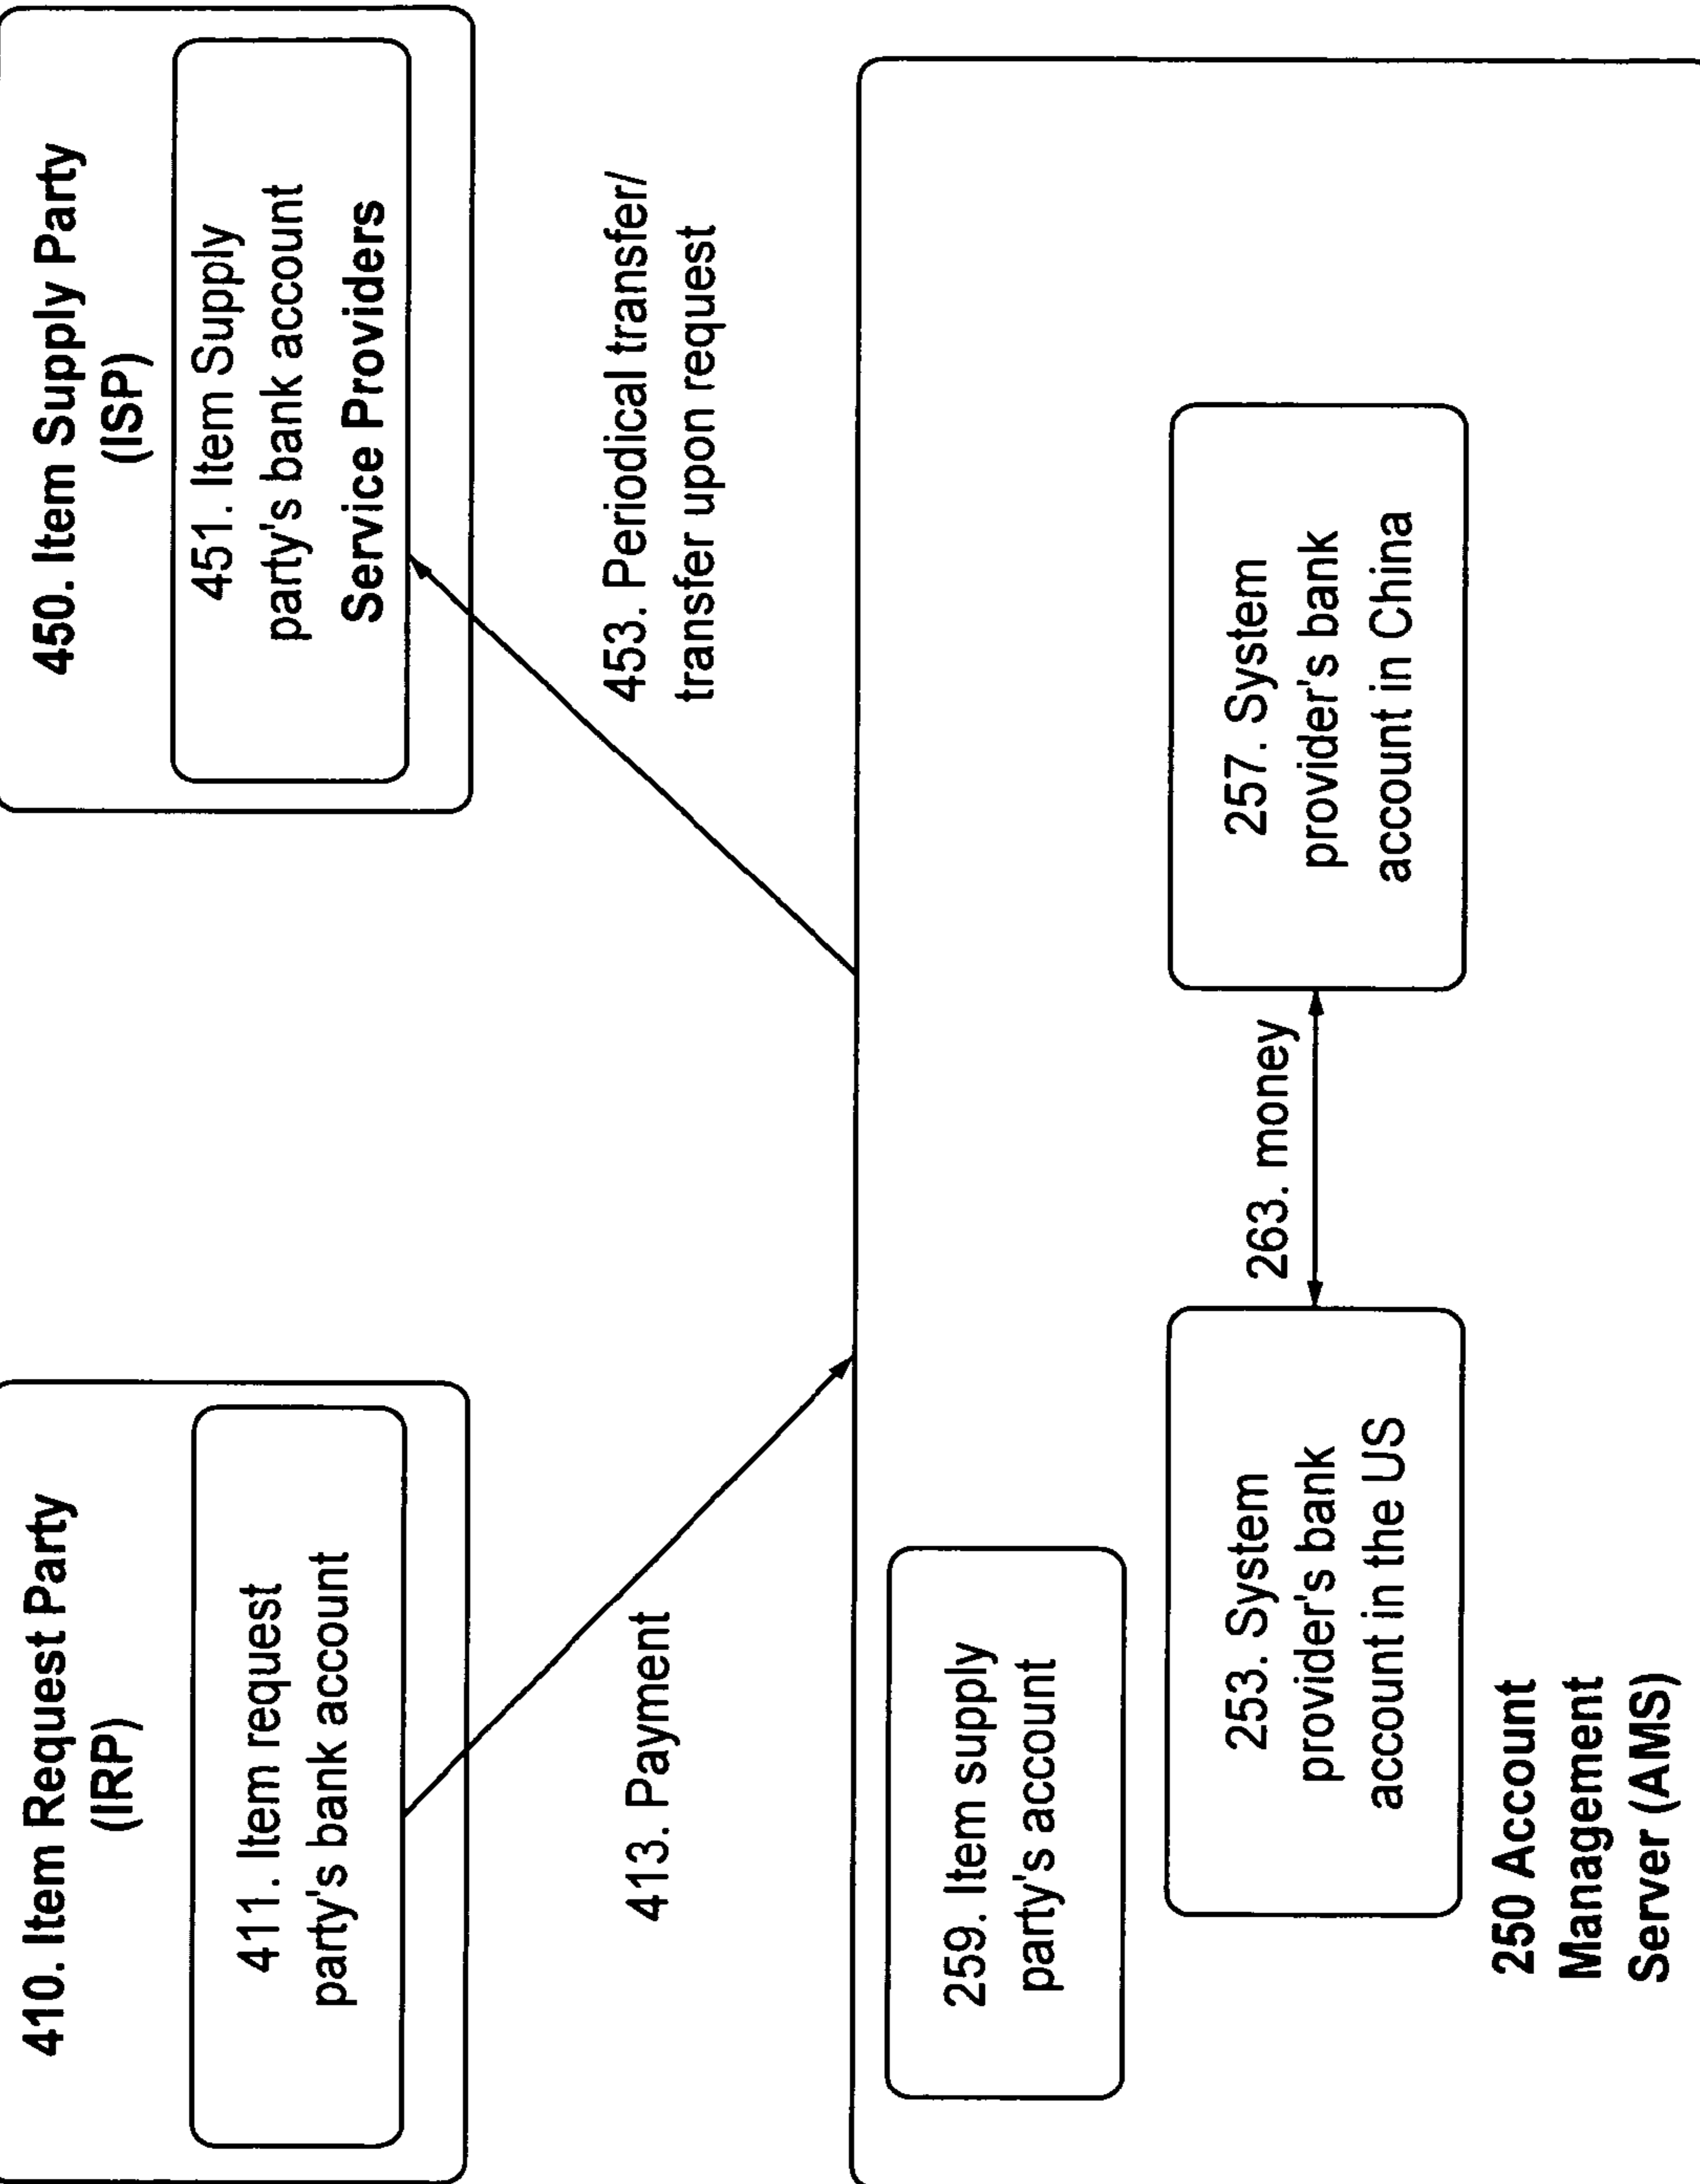 410. Item Request Party
(IRP)
411. Item request
party's bank account
450. Item Supply Party
(ISP)
451. Item Supply
party's bank account
Service Providers
413. Payment
453. Periodical transfer/
transfer upon request
259. Item supply
party's account
253. System
provider's bank
account in the US
263. money
257. System
provider's bank
account in China
250 Account
Management
Server (AMS)